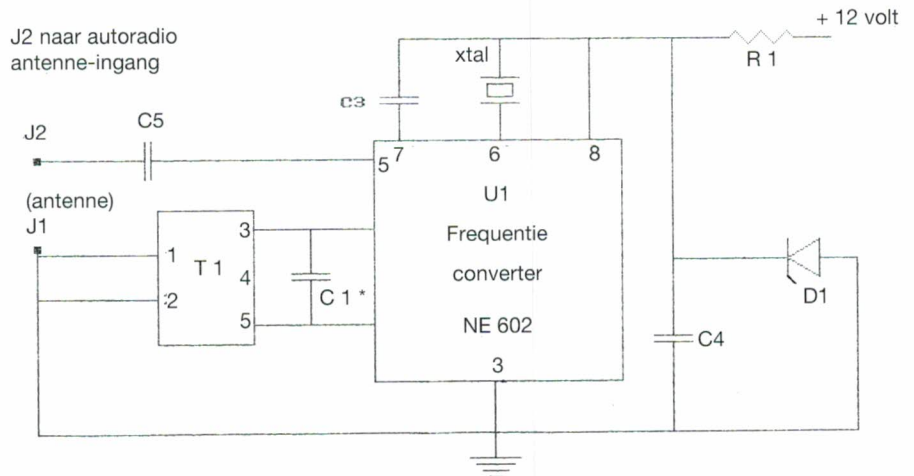 J2 naar autoradio
antenne-ingang
+ 12 volt
R 1
xtal
C3
C5
J2
5
7
6
8
U1
Frequentie
converter
NE 602
3
(antenne)
J1
1
2
T 1
3
4
5
C 1 *
D1
C4